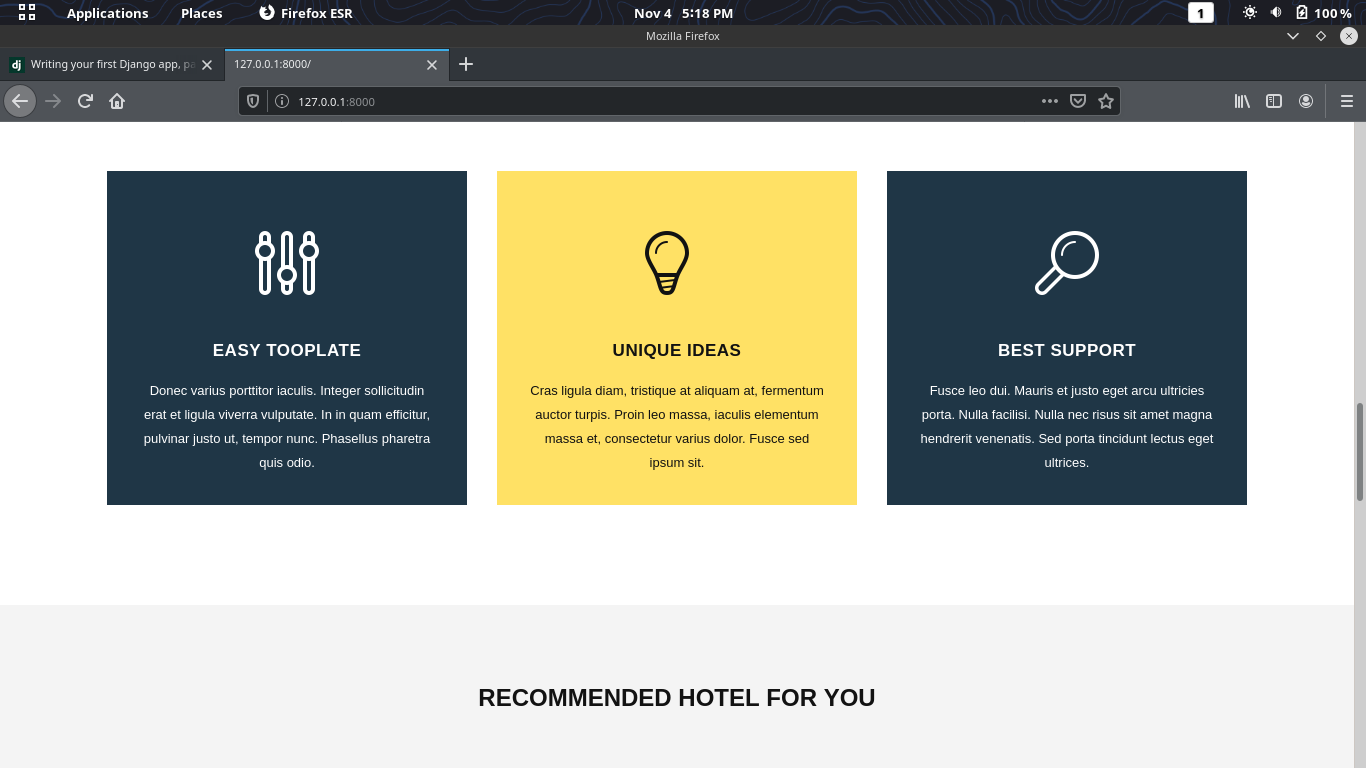 Applications Places Firefox ESR Nov 4 5:18 PM 1 100 %
Mozilla Firefox
dj Writing your first Django app, pa 127.0.0.1:8000/
127.0.0.1:8000
EASY TOOPLATE
Donec varius porttitor iaculis. Integer sollicitudin
erat et ligula viverra vulputate. In in quam efficitur,
pulvinar justo ut, tempor nunc. Phasellus pharetra
quis odio.
UNIQUE IDEAS
Cras ligula diam, tristique at aliquam at, fermentum
auctor turpis. Proin leo massa, iaculis elementum
massa et, consectetur varius dolor. Fusce sed
ipsum sit.
BEST SUPPORT
Fusce leo dui. Mauris et justo eget arcu ultricies
porta. Nulla facilisi. Nulla nec risus sit amet magna
hendrerit venenatis. Sed porta tincidunt lectus eget
ultrices.
RECOMMENDED HOTEL FOR YOU